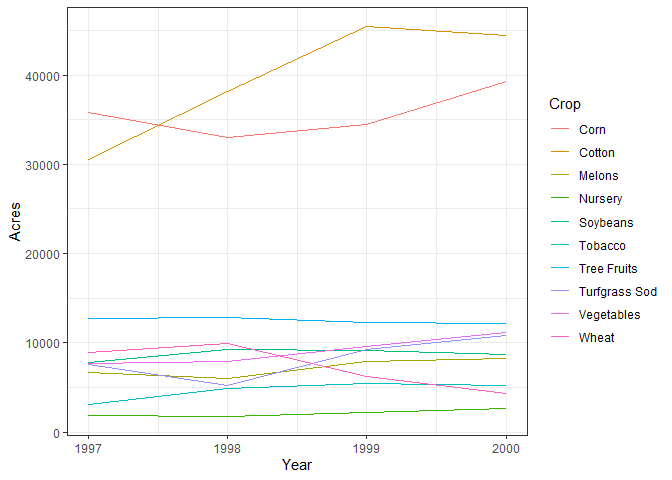 40000
30000
20000
10000
0
Acres
1997 1998 1999 2000
Year
Crop
Corn
Cotton
Melons
Nursery
Soybeans
Tobacco
Tree Fruits
Turfgrass Sod
Vegetables
Wheat